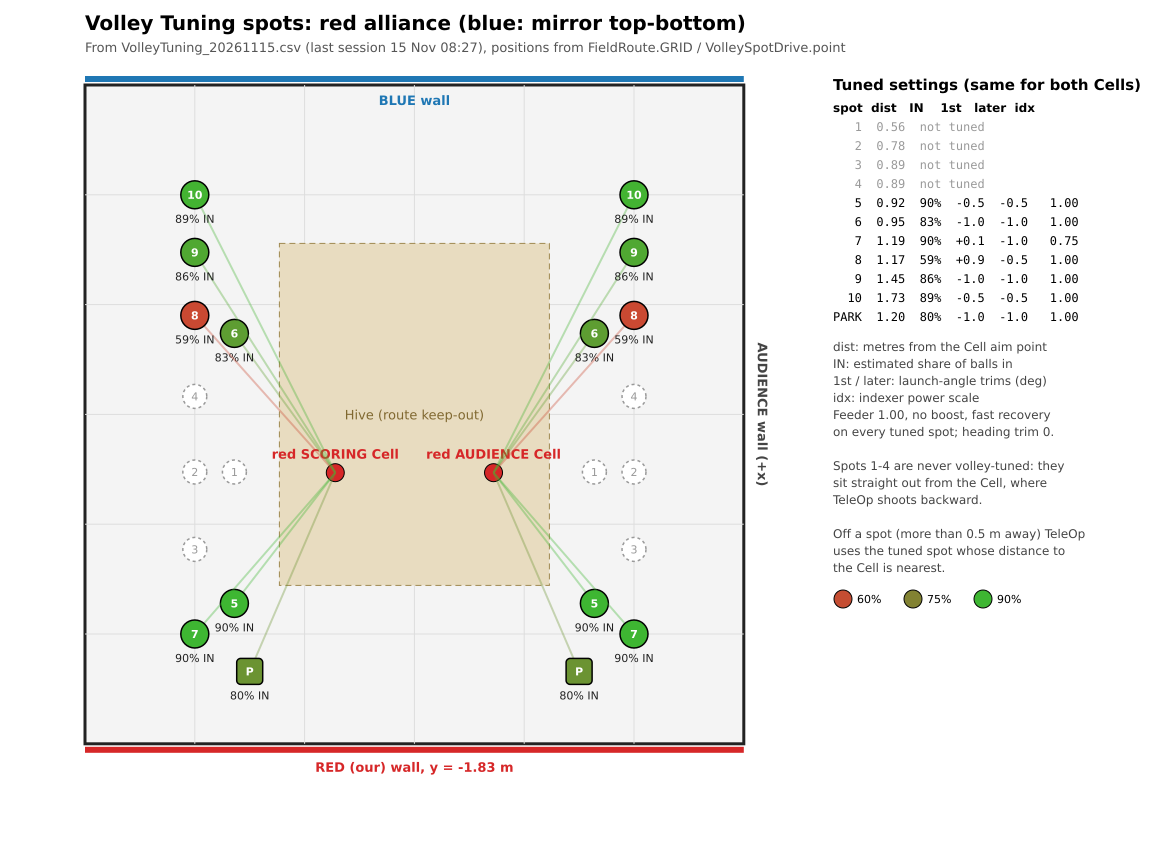 Volley Tuning spots: red alliance (blue: mirror top-bottom)
From VolleyTuning_20261115.csv (last session 15 Nov 08:27), positions from FieldRoute.GRID / VolleySpotDrive.point
BLUE wall
10
89% IN
10
89% IN
9
86% IN
9
86% IN
8
59% IN
6
83% IN
6
83% IN
8
59% IN
4
4
Hive (route keep-out)
red SCORING Cell
red AUDIENCE Cell
2
1
1
2
3
3
5
90% IN
5
90% IN
7
90% IN
7
90% IN
P
80% IN
P
80% IN
RED (our) wall, y = -1.83 m
AUDIENCE wall (+x)
Tuned settings (same for both Cells)
spot dist IN 1st later idx
1 0.56 not tuned
2 0.78 not tuned
3 0.89 not tuned
4 0.89 not tuned
5 0.92 90% -0.5 -0.5 1.00
6 0.95 83% -1.0 -1.0 1.00
7 1.19 90% +0.1 -1.0 0.75
8 1.17 59% +0.9 -0.5 1.00
9 1.45 86% -1.0 -1.0 1.00
10 1.73 89% -0.5 -0.5 1.00
PARK 1.20 80% -1.0 -1.0 1.00
dist: metres from the Cell aim point
IN: estimated share of balls in
1st / later: launch-angle trims (deg)
idx: indexer power scale
Feeder 1.00, no boost, fast recovery
on every tuned spot; heading trim 0.
Spots 1-4 are never volley-tuned: they
sit straight out from the Cell, where
TeleOp shoots backward.
Off a spot (more than 0.5 m away) TeleOp
uses the tuned spot whose distance to
the Cell is nearest.
60%
75%
90%